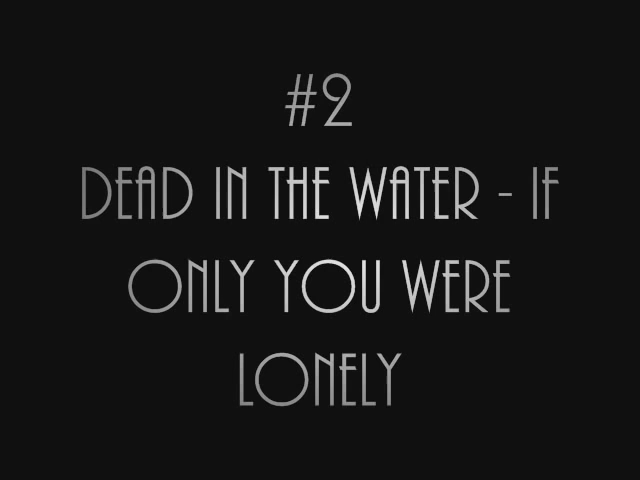 #2
DEAD IN THE WATER - IF
ONLY YOU WERE
LONELY